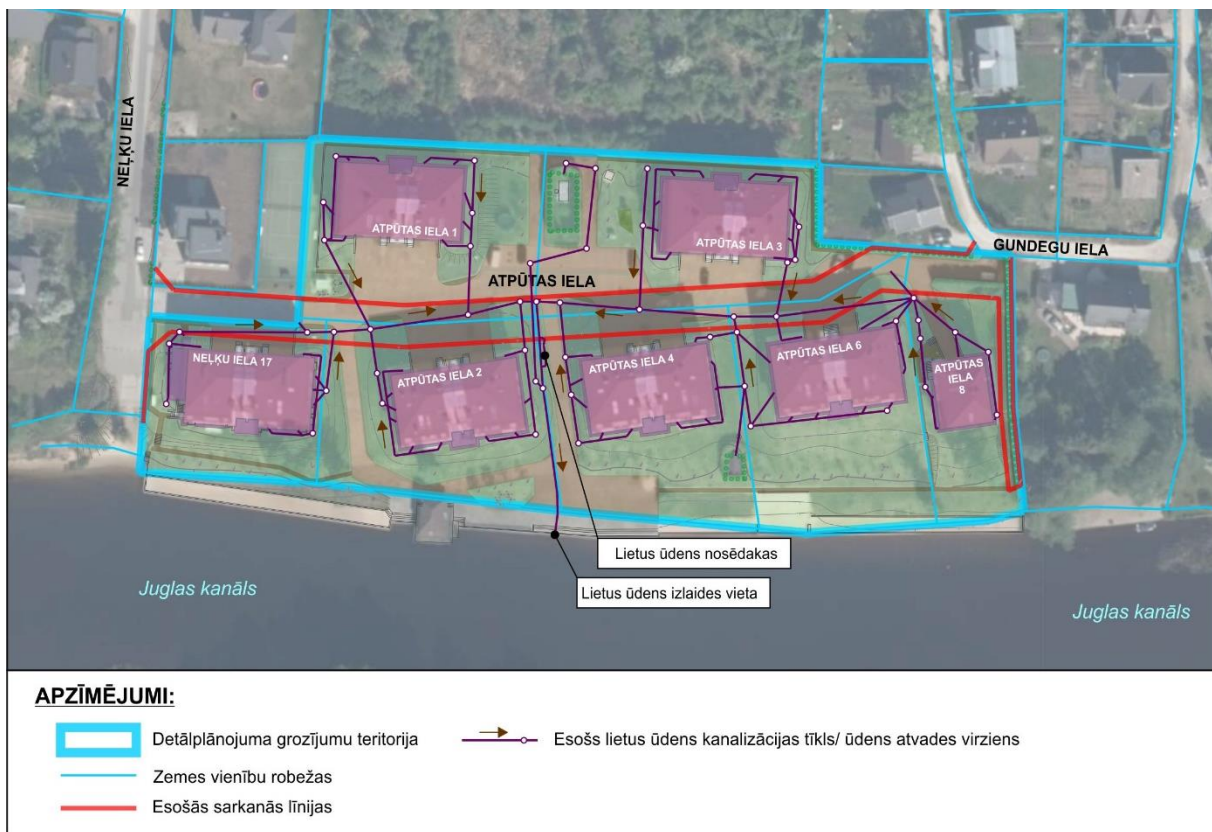 NEĻĶU IELA
ATPŪTAS IELA 1
ATPŪTAS IELA 3
GUNDEGU IELA
ATPŪTAS IELA
NEĻĶU IELA 17
ATPŪTAS IELA 2
ATPŪTAS IELA 4
ATPŪTAS IELA 6
ATPŪTAS
IELA
8
Lietus ūdens nosēdakas
Lietus ūdens izlaides vieta
Juglas kanāls
Juglas kanāls
APZĪMĒJUMI:
Detālplānojuma grozījumu teritorija
Esošs lietus ūdens kanalizācijas tīkls/ ūdens atvades virziens
Zemes vienību robežas
Esošās sarkanās līnijas